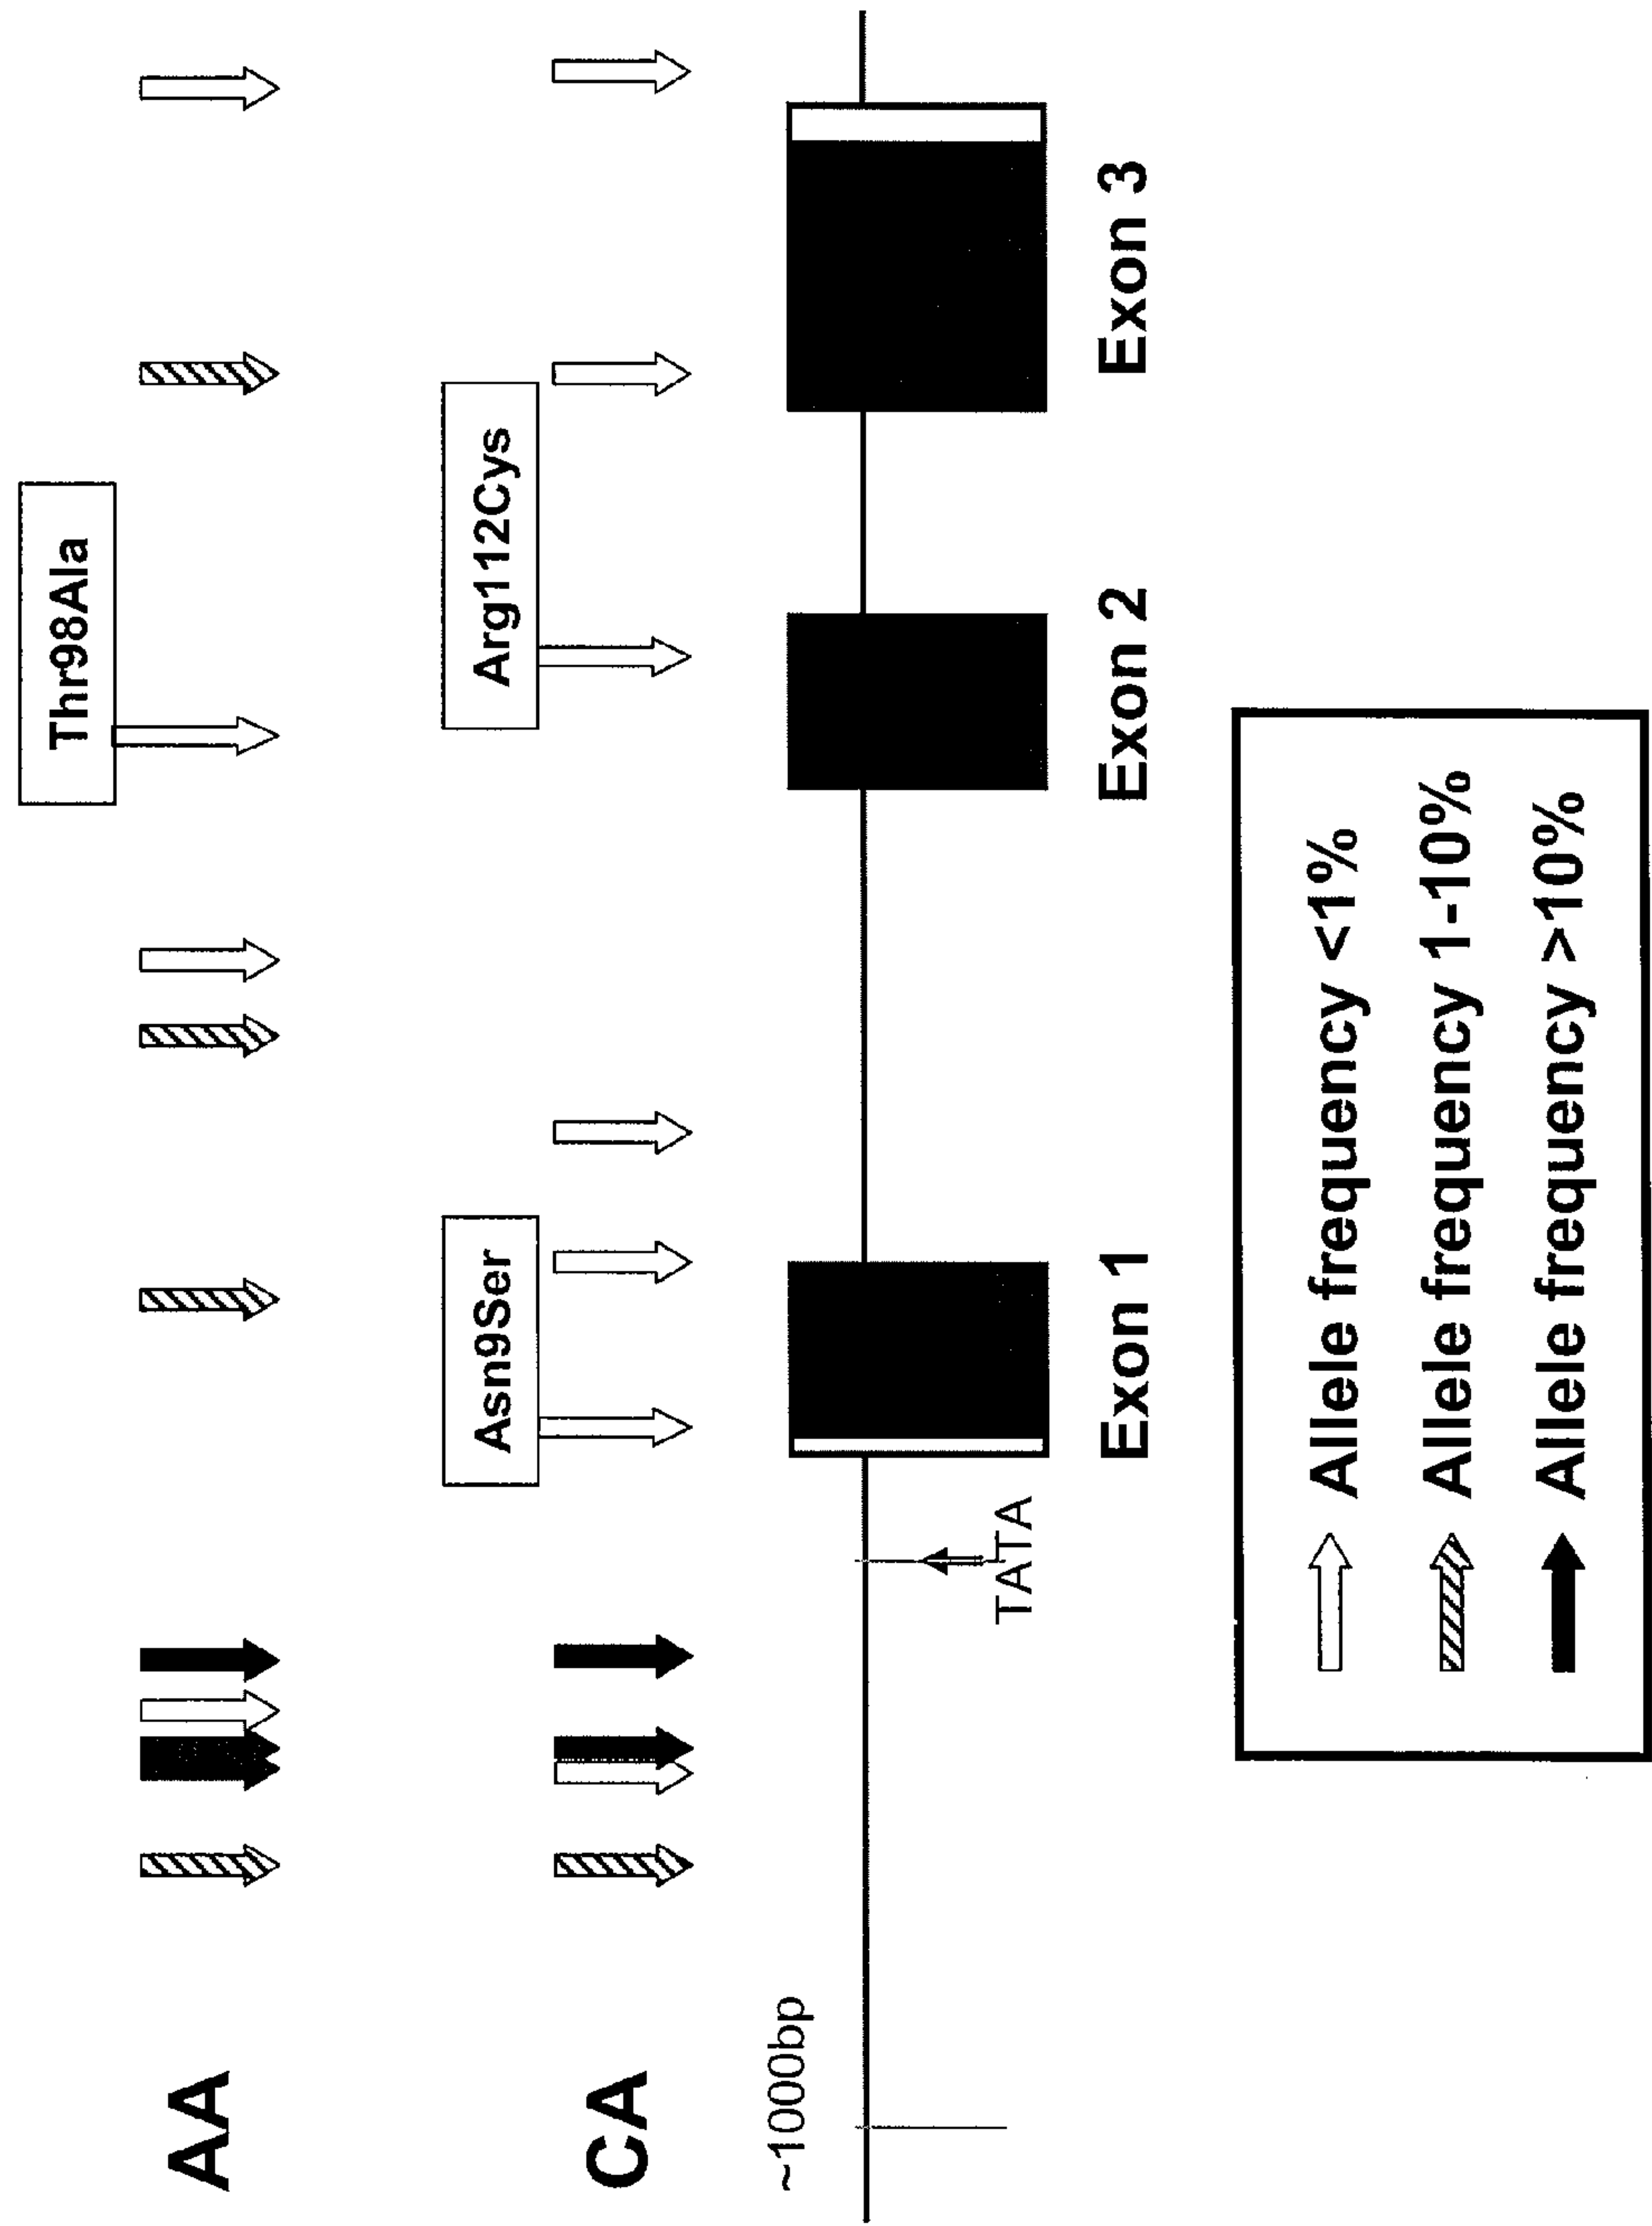 Thr98Ala
AA
Asn9Ser
Arg112Cys
CA
~1000bp
TATA
Exon 1
Exon 2
Exon 3
Allele frequency <1%
Allele frequency 1-10%
Allele frequency >10%